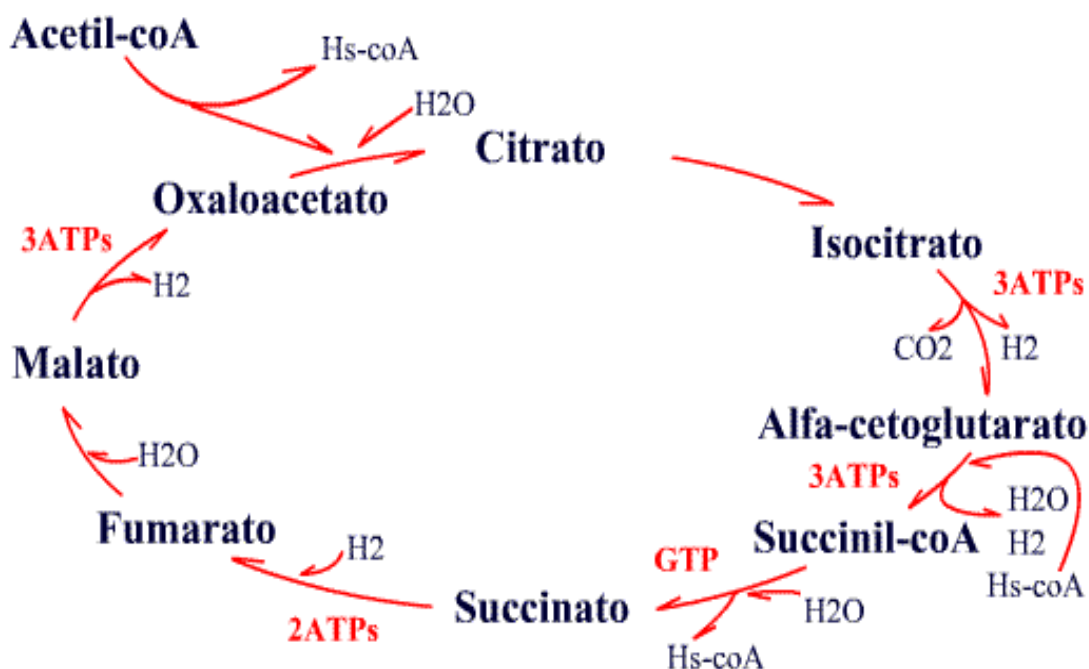 Acetil-coA
Hs-coA
H2O
Citrato
Oxaloacetato
3ATPs
H2
Isocitrato
3ATPs
CO2
H2
Malato
Alfa-cetoglutarato
H2O
3ATPs
H2O
H2
Hs-coA
Fumarato
H2
Succinil-coA
GTP
H2O
Succinato
2ATPs
Hs-coA